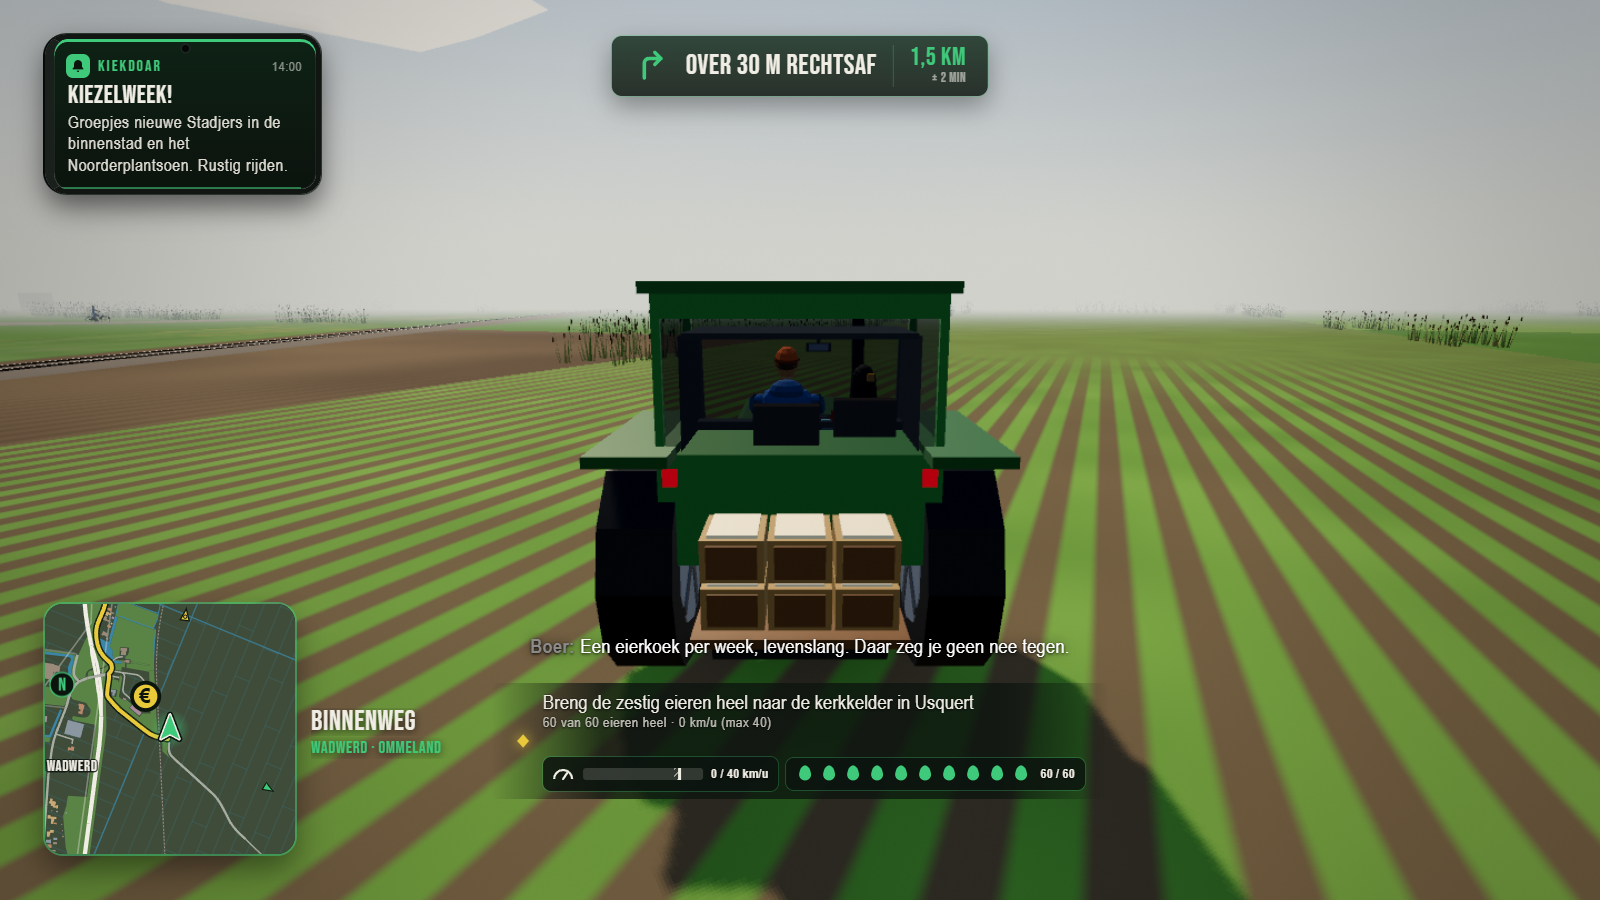 KIEKDOAR
14:00
KIEZELWEEK!
Groepjes nieuwe Stadjers in de
binnenstad en het
Noorderplantsoen. Rustig rijden.
OVER 30 M RECHTSAF
1,5 KM
± 2 MIN
Boer: Een eierkoek per week, levenslang. Daar zeg je geen nee tegen.
Breng de zestig eieren heel naar de kerkkelder in Usquert
60 van 60 eieren heel · 0 km/u (max 40)
0 / 40 km/u
60 / 60
N
€
WADWERD
BINNENWEG
WADWERD · OMMELAND